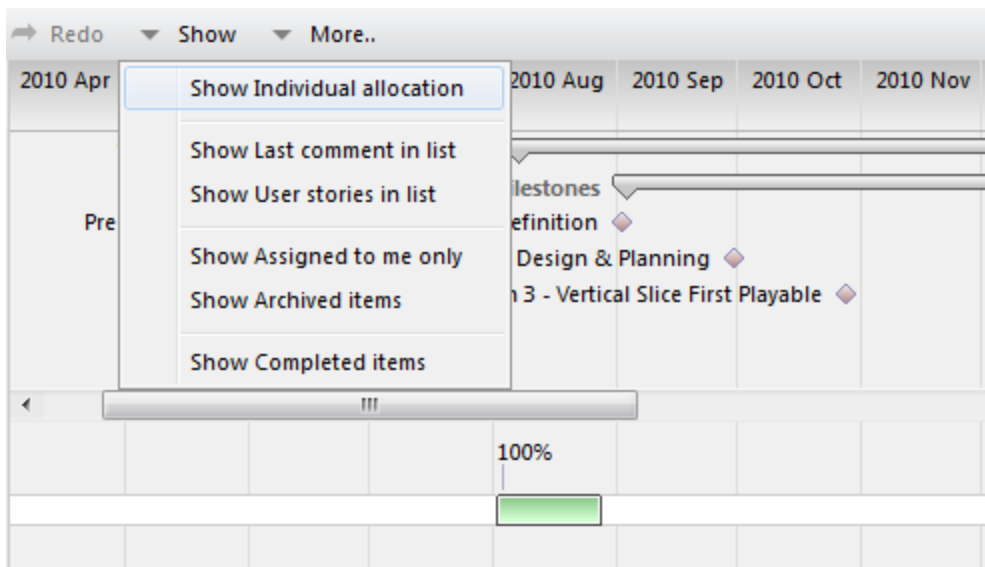 Redo Show More..
2010 Apr 2010 Aug 2010 Sep 2010 Oct 2010 Nov
Show Individual allocation
Show Last comment in list
Show User stories in list
ilestones
Pre efinition
Show Assigned to me only
Design & Planning
Show Archived items
3 - Vertical Slice First Playable
Show Completed items
100%